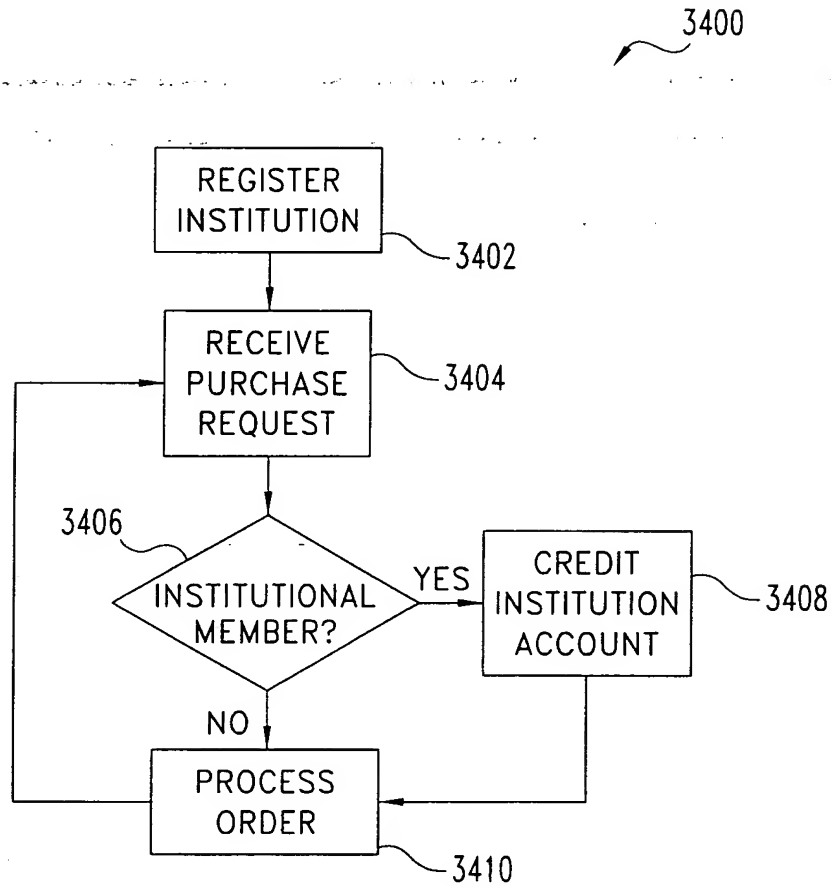 3400
REGISTER
INSTITUTION
3402
RECEIVE
PURCHASE
REQUEST
3404
3406
INSTITUTIONAL
MEMBER?
YES
CREDIT
INSTITUTION
ACCOUNT
3408
NO
PROCESS
ORDER
3410